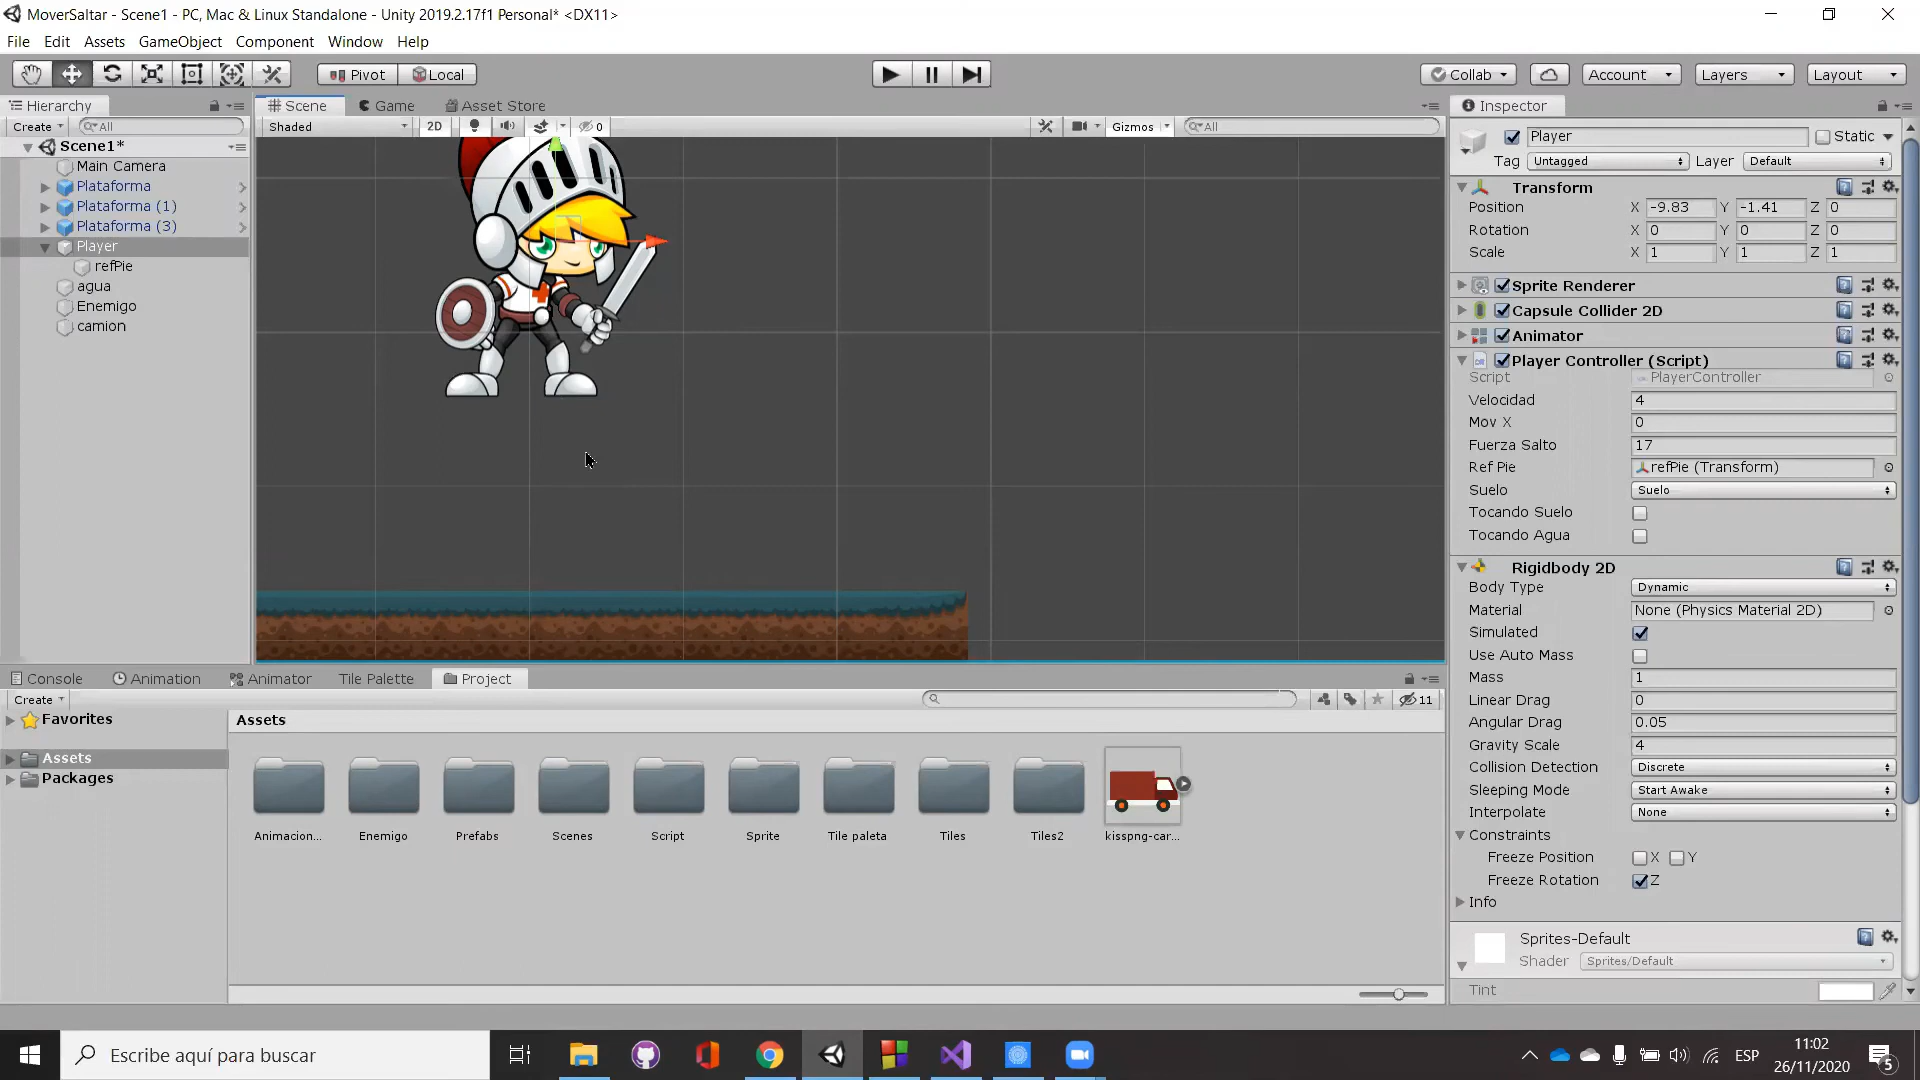 MoverSaltar - Scene1 - PC, Mac & Linux Standalone - Unity 2019.2.17f1 Personal* <DX11>
File Edit Assets GameObject Component Window Help
Pivot Local Collab Account Layers Layout
Hierarchy Scene Game Asset Store Inspector
Create All Shaded 2D 0 Gizmos All
Scene1*
Main Camera
Plataforma
Plataforma (1)
Plataforma (3)
Player
refPie
agua
Enemigo
camion
Player Static
Tag Untagged Layer Default
Transform
Position X -9.83 Y -1.41 Z 0
Rotation X 0 Y 0 Z 0
Scale X 1 Y 1 Z 1
Sprite Renderer
Capsule Collider 2D
Animator
Player Controller (Script)
Script PlayerController
Velocidad 4
Mov X 0
Fuerza Salto 17
Ref Pie refPie (Transform)
Suelo Suelo
Tocando Suelo
Tocando Agua
Rigidbody 2D
Body Type Dynamic
Material None (Physics Material 2D)
Simulated
Use Auto Mass
Mass 1
Linear Drag 0
Angular Drag 0.05
Gravity Scale 4
Collision Detection Discrete
Sleeping Mode Start Awake
Interpolate None
Constraints
Freeze Position X Y
Freeze Rotation Z
Info
Sprites-Default
Shader Sprites/Default
Tint
Console Animation Animator Tile Palette Project
Create 11
Favorites
Assets
Packages
Assets
Animacion... Enemigo Prefabs Scenes Script Sprite Tile paleta Tiles Tiles2 kisspng-car...
Escribe aquí para buscar
ESP
11:02
26/11/2020
5